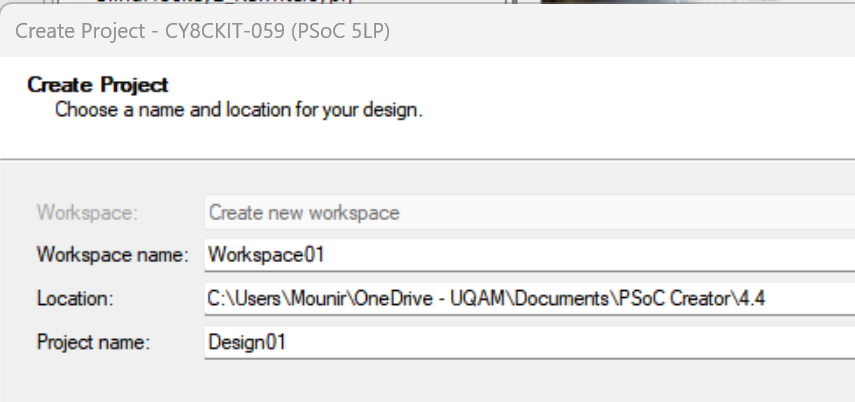 Create Project - CY8CKIT-059 (PSoC 5LP)
Create Project
Choose a name and location for your design.
Workspace: Create new workspace
Workspace name: Workspace01
Location: C:\Users\Mounir\OneDrive - UQAM\Documents\PSoC Creator\4.4
Project name: Design01